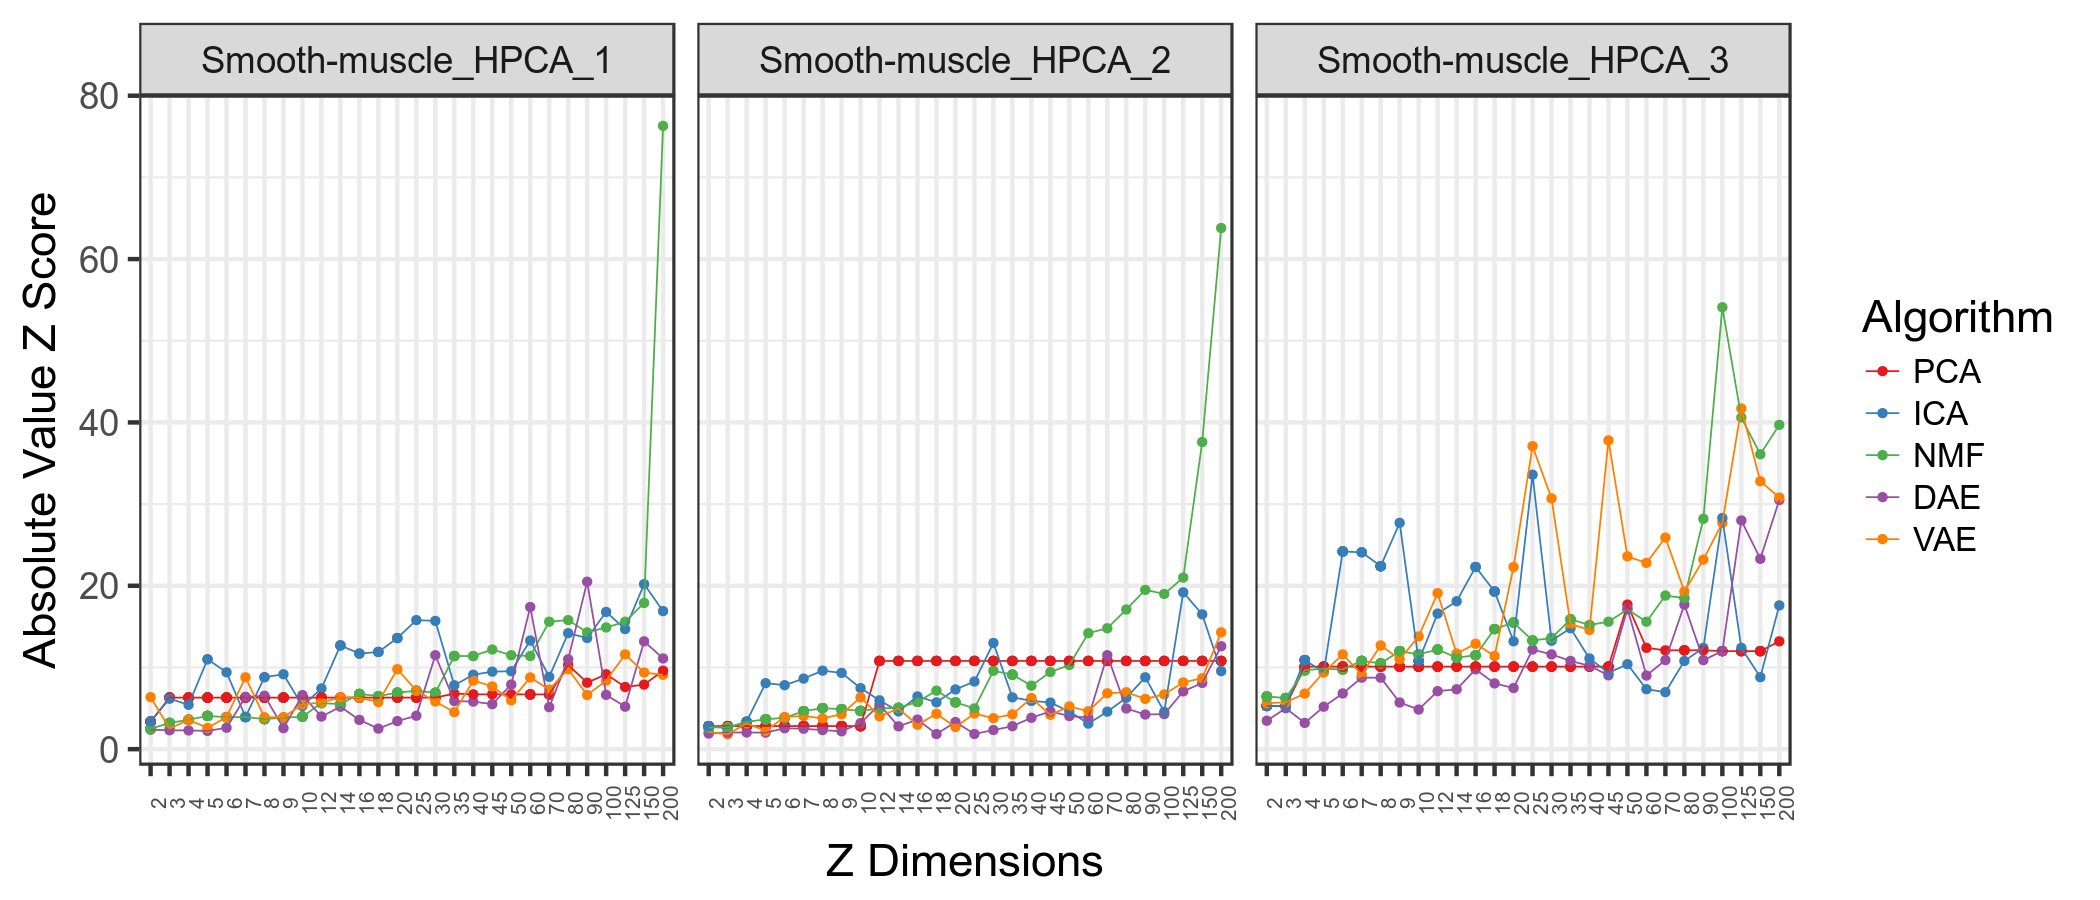 Smooth-muscle_HPCA_1 Smooth-muscle_HPCA_2 Smooth-muscle_HPCA_3
80
60
40
20
0
Absolute Value Z Score
2 3 4 5 6 7 8 9 10 12 14 16 18 20 25 30 35 40 45 50 60 70 80 90 100 125 150 200
2 3 4 5 6 7 8 9 10 12 14 16 18 20 25 30 35 40 45 50 60 70 80 90 100 125 150 200
2 3 4 5 6 7 8 9 10 12 14 16 18 20 25 30 35 40 45 50 60 70 80 90 100 125 150 200
Z Dimensions
Algorithm
PCA
ICA
NMF
DAE
VAE